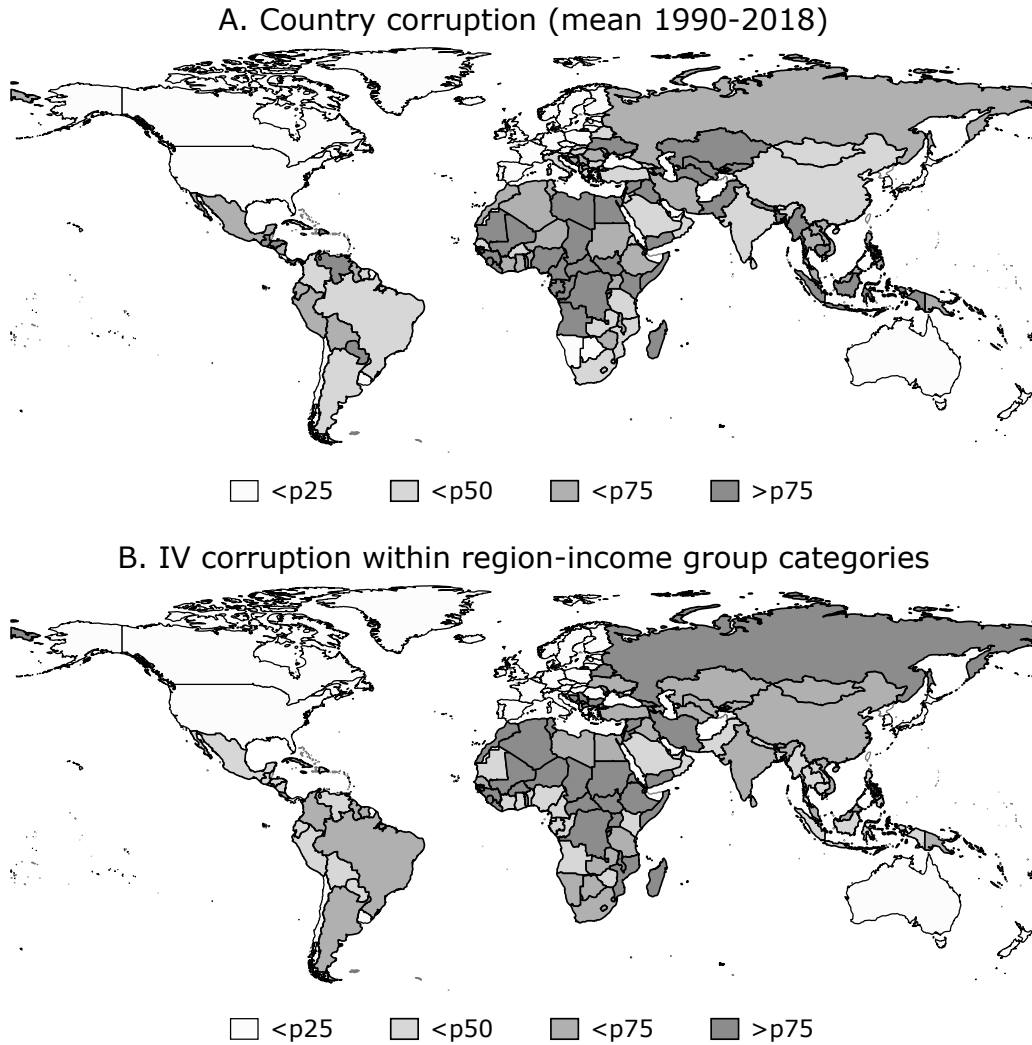 A. Country corruption (mean 1990-2018)
<p25 <p50 <p75 >p75
B. IV corruption within region-income group categories
<p25 <p50 <p75 >p75